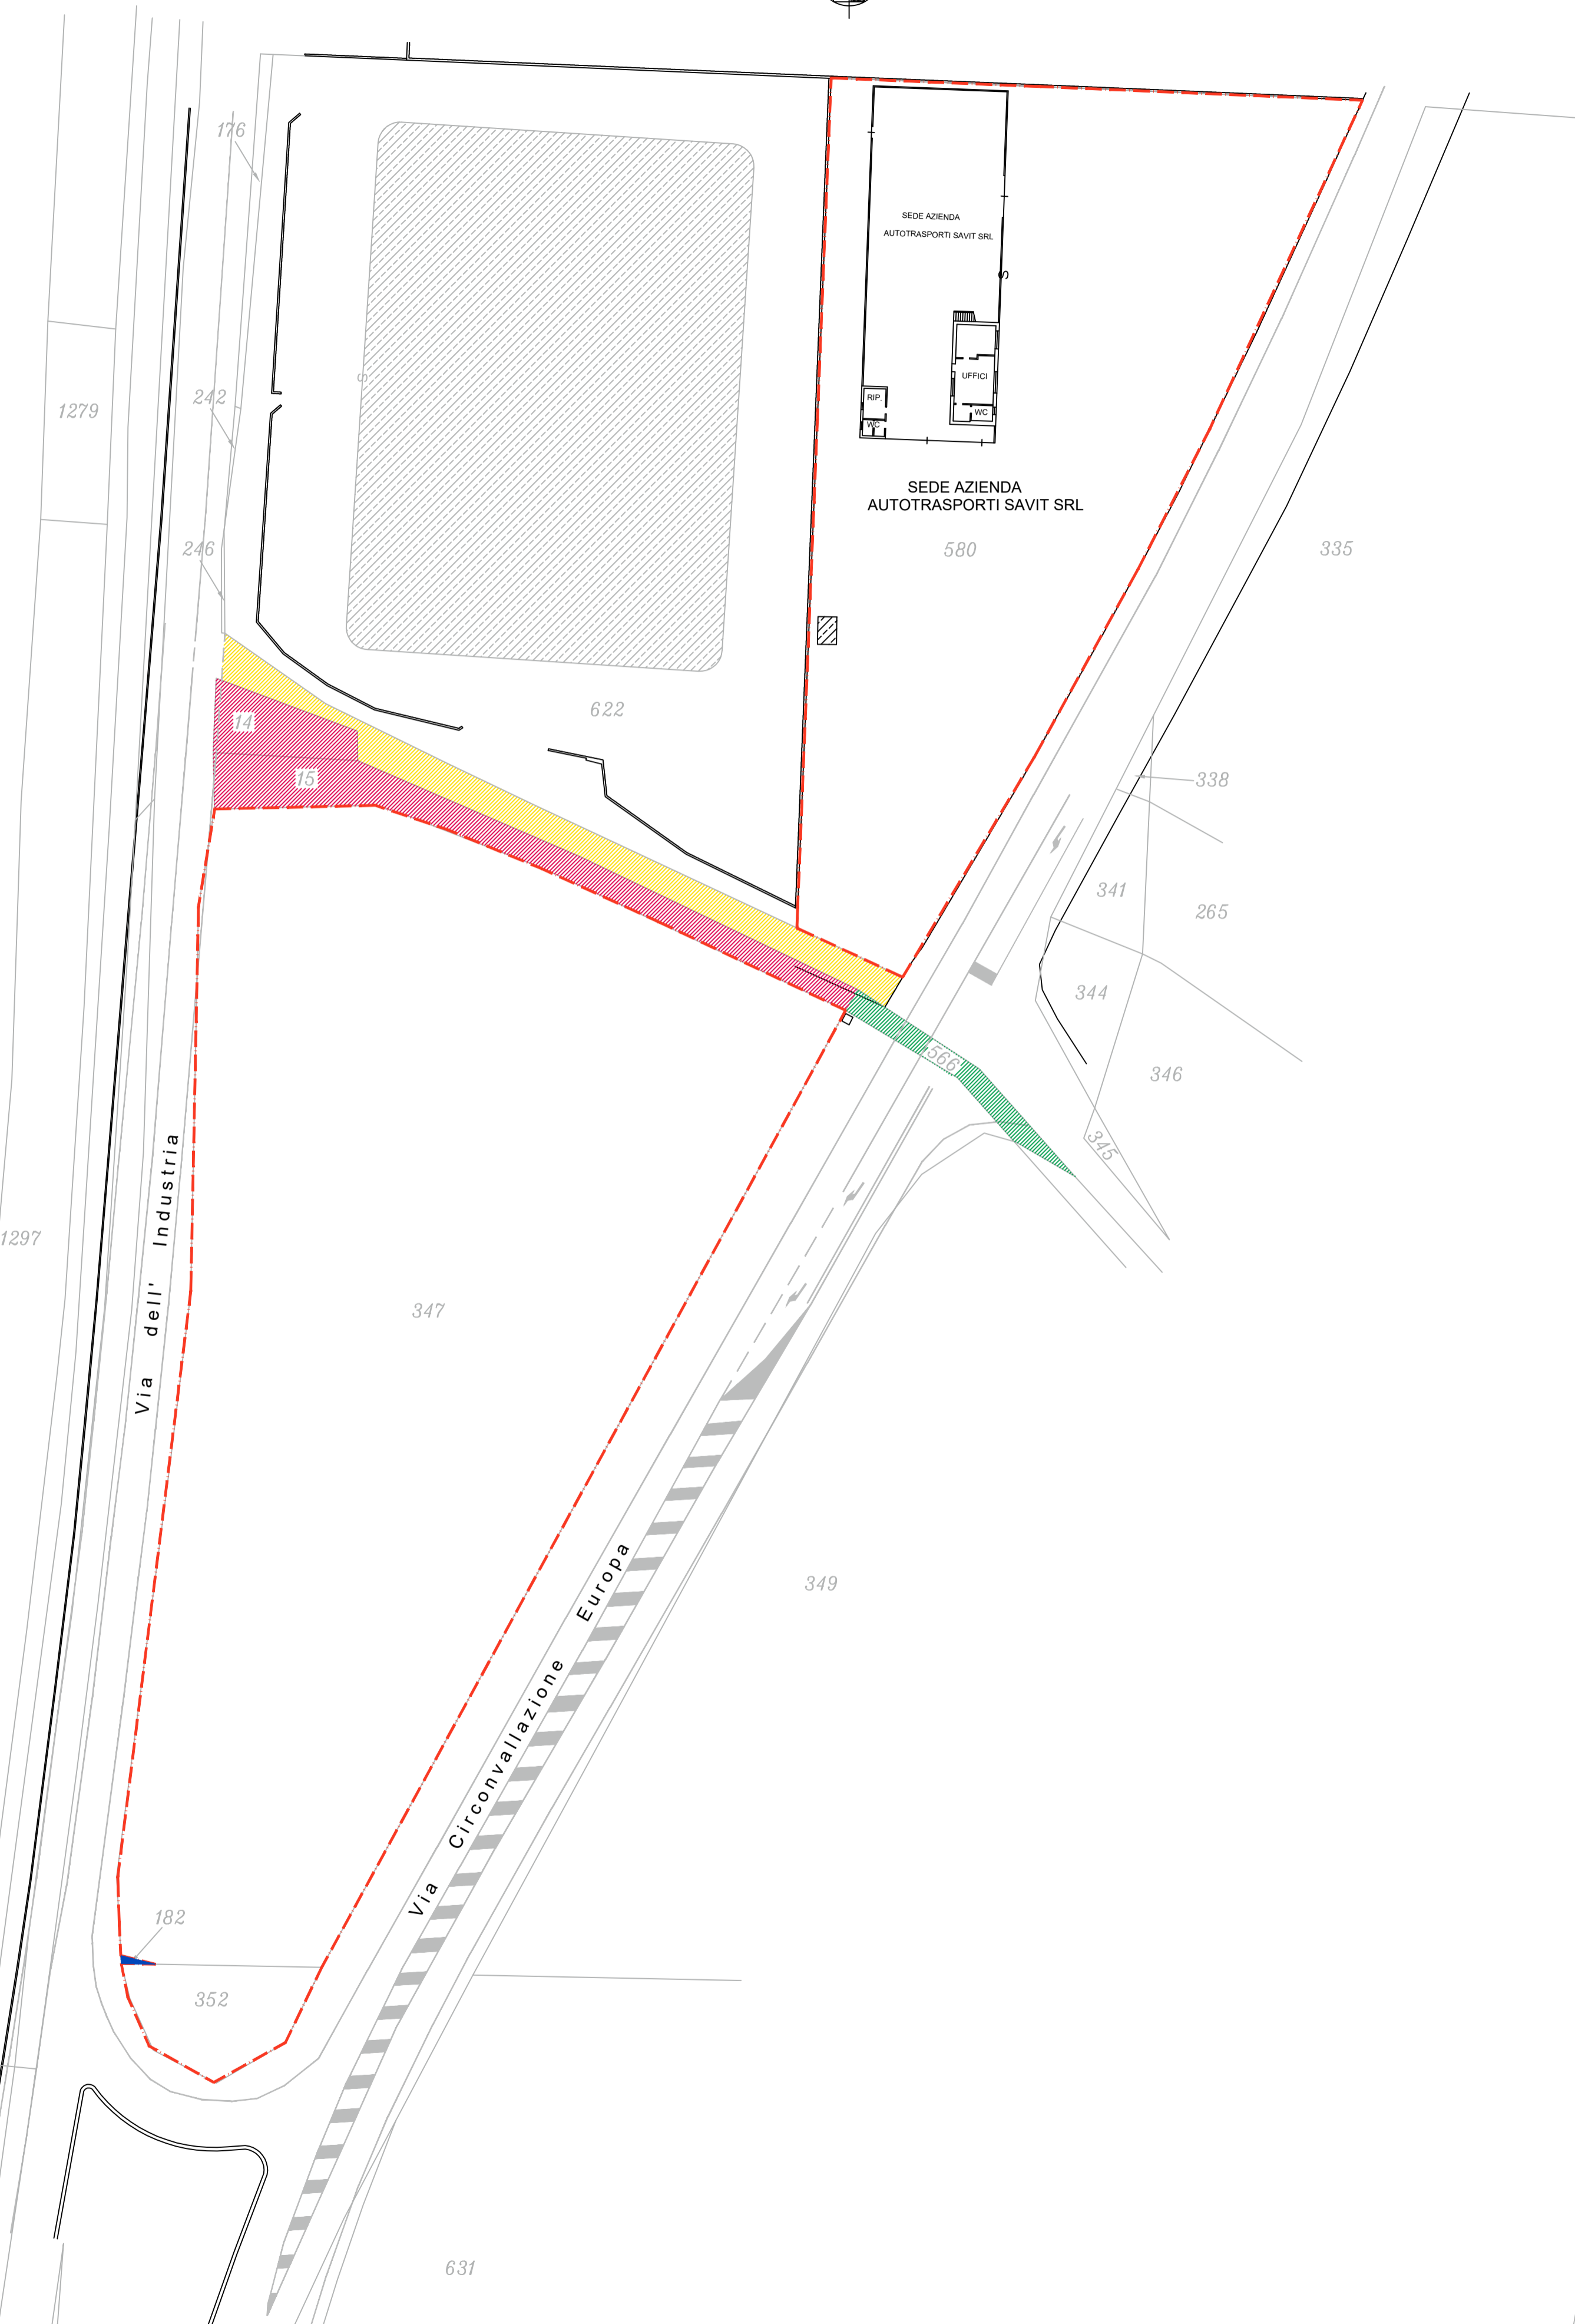 176
SEDE AZIENDA
AUTOTRASPORTI SAVIT SRL
S
S
UFFICI
RIP.
WC
WC
1279
242
SEDE AZIENDA
AUTOTRASPORTI SAVIT SRL
246
580
335
622
14
15
338
341
265
344
566
346
345
Via dell' Industria
1297
347
349
Via Circonvallazione Europa
182
352
631